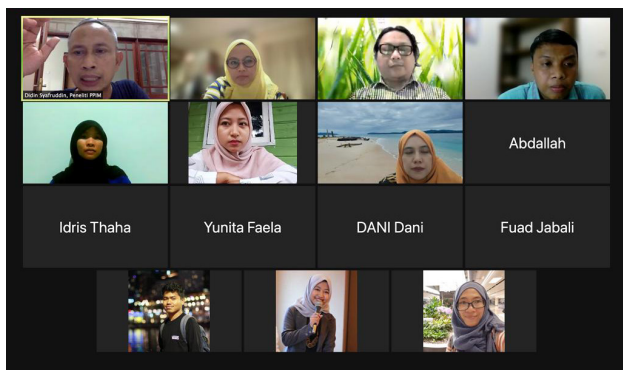 Didin Syafruddin, Peneliti PPIM
Abdallah
Idris Thaha
Yunita Faela
DANI Dani
Fuad Jabali